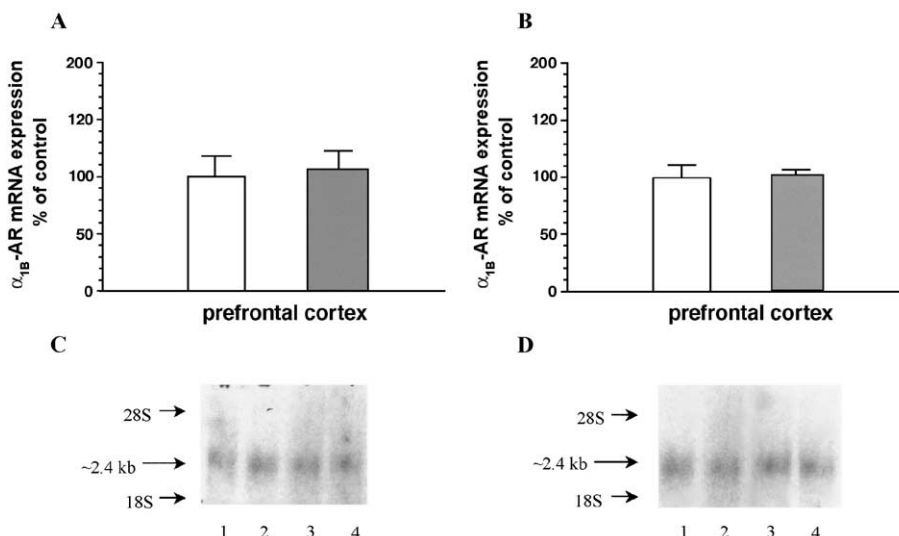 A
B
200
120
100
50
0
α1B-AR mRNA expression
% of control
prefrontal cortex
200
120
100
50
0
α1B-AR mRNA expression
% of control
prefrontal cortex
C
D
28S
~2.4 kb
18S
1 2 3 4
28S
~2.4 kb
18S
1 2 3 4